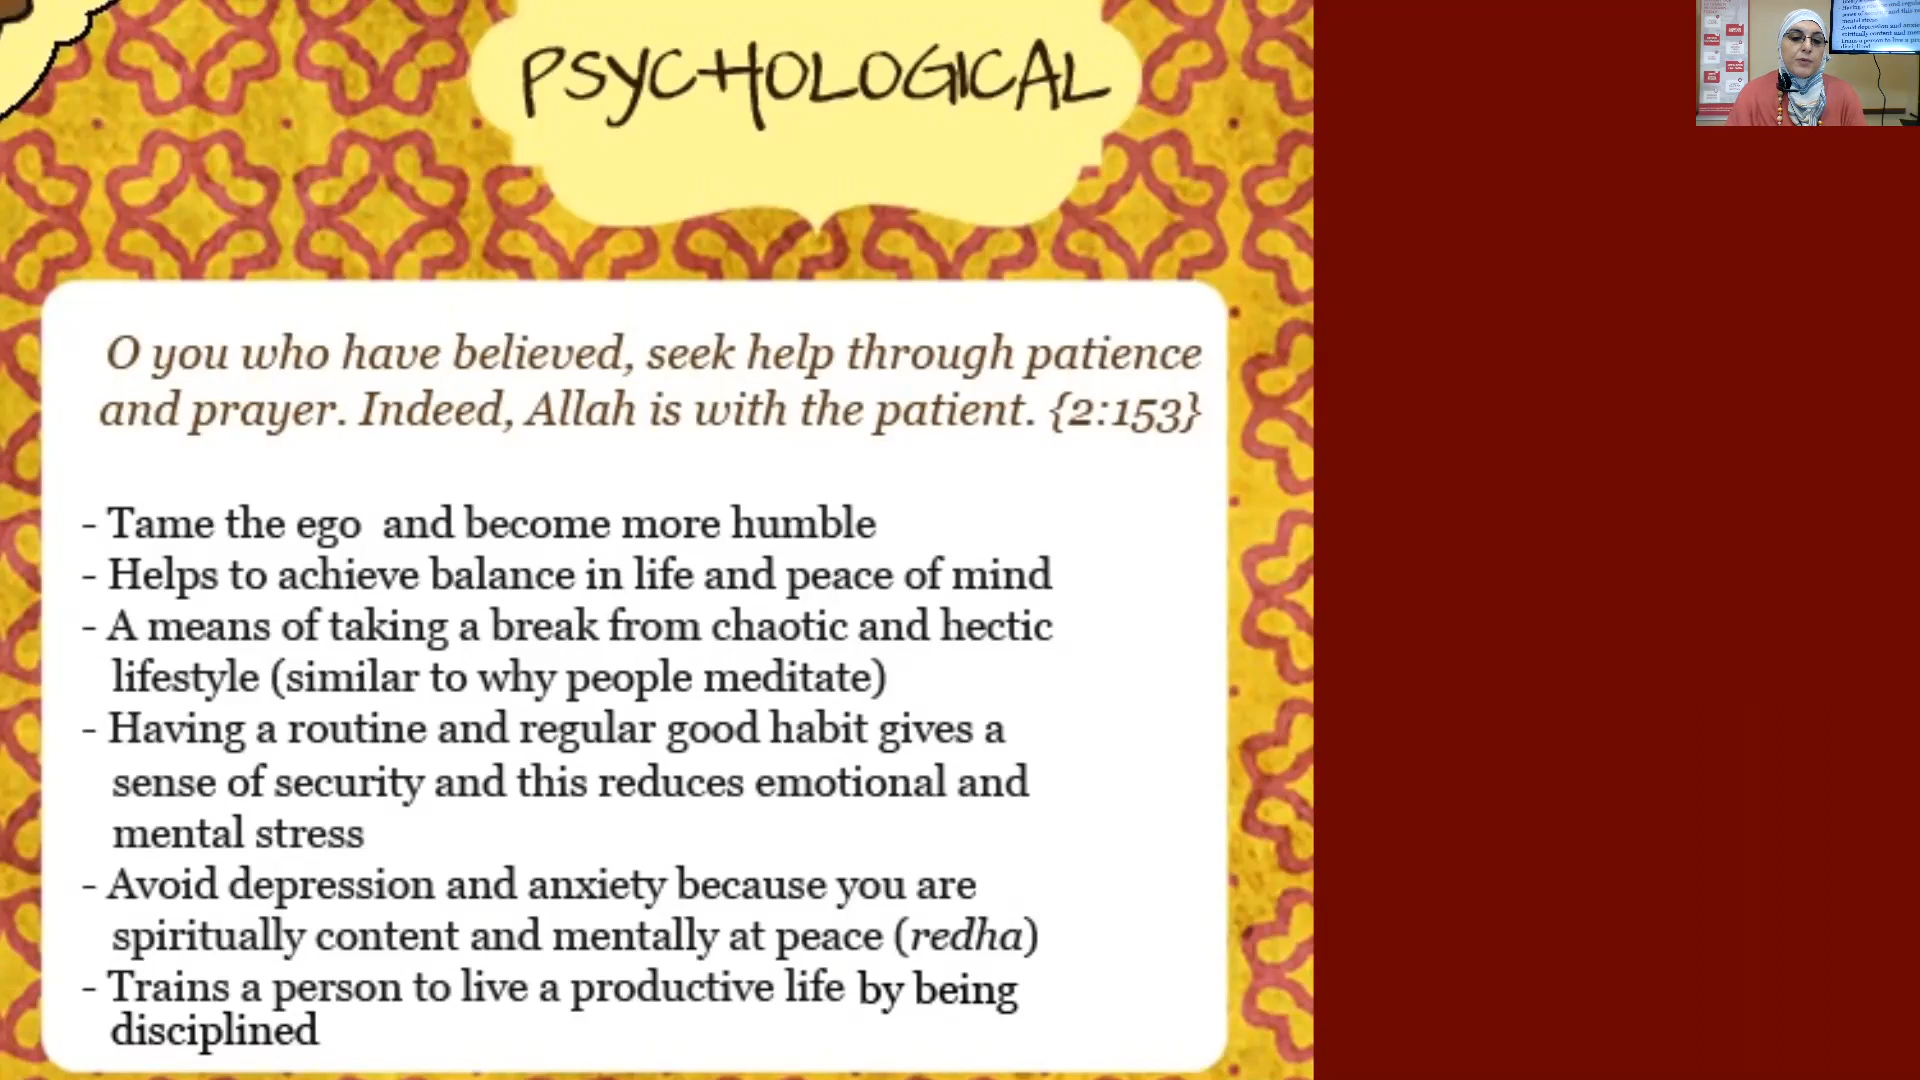 PSYCHOLOGICAL
O you who have believed, seek help through patience
and prayer. Indeed, Allah is with the patient. {2:153}
- Tame the ego  and become more humble
- Helps to achieve balance in life and peace of mind
- A means of taking a break from chaotic and hectic
lifestyle (similar to why people meditate)
- Having a routine and regular good habit gives a
sense of security and this reduces emotional and
mental stress
- Avoid depression and anxiety because you are
spiritually content and mentally at peace (redha)
- Trains a person to live a productive life by being
disciplined